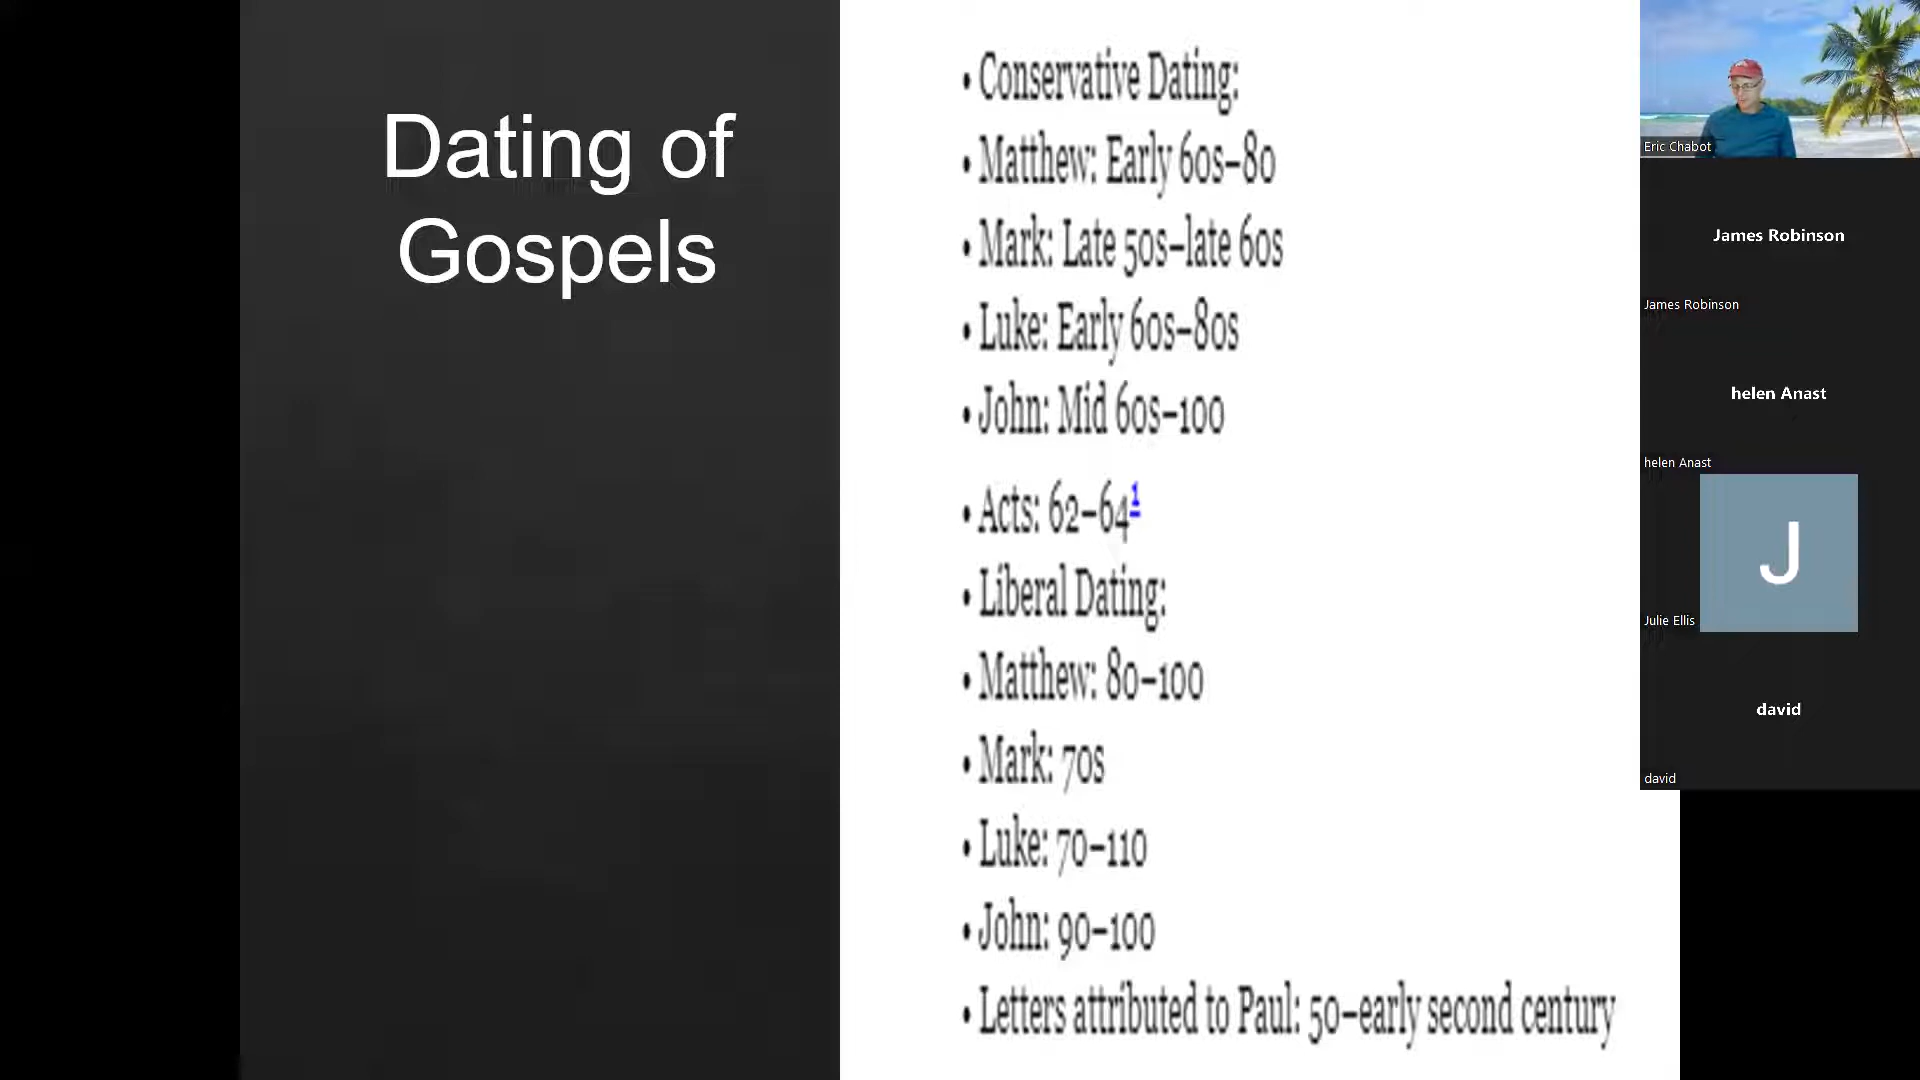 Dating of
Gospels
• Conservative Dating:
• Matthew: Early 60s–80
• Mark: Late 50s–late 60s
• Luke: Early 60s–80s
• John: Mid 60s–100
• Acts: 62–64¹
• Liberal Dating:
• Matthew: 80–100
• Mark: 70s
• Luke: 70–110
• John: 90–100
• Letters attributed to Paul: 50–early second century
Eric Chabot
James Robinson
James Robinson
helen Anast
helen Anast
J
Julie Ellis
david
david